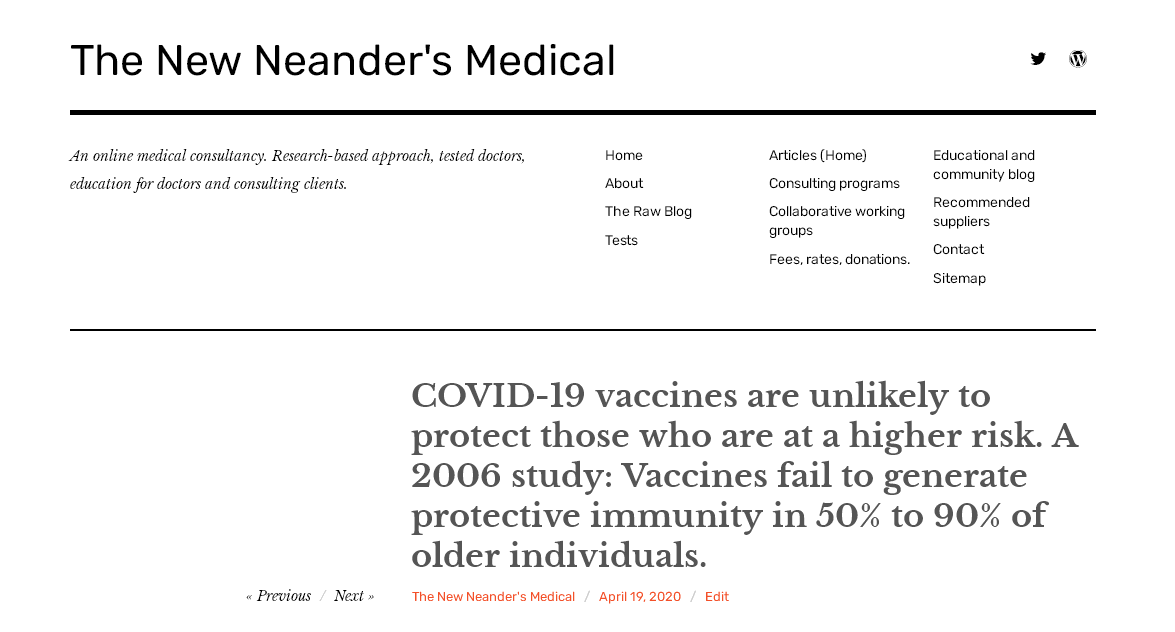 The New Neander's Medical
An online medical consultancy. Research-based approach, tested doctors,
education for doctors and consulting clients.
Home
About
The Raw Blog
Tests
Articles (Home)
Consulting programs
Collaborative working
groups
Fees, rates, donations.
Educational and
community blog
Recommended
suppliers
Contact
Sitemap
COVID-19 vaccines are unlikely to
protect those who are at a higher risk. A
2006 study: Vaccines fail to generate
protective immunity in 50% to 90% of
older individuals.
« Previous / Next »
The New Neander's Medical / April 19, 2020 / Edit